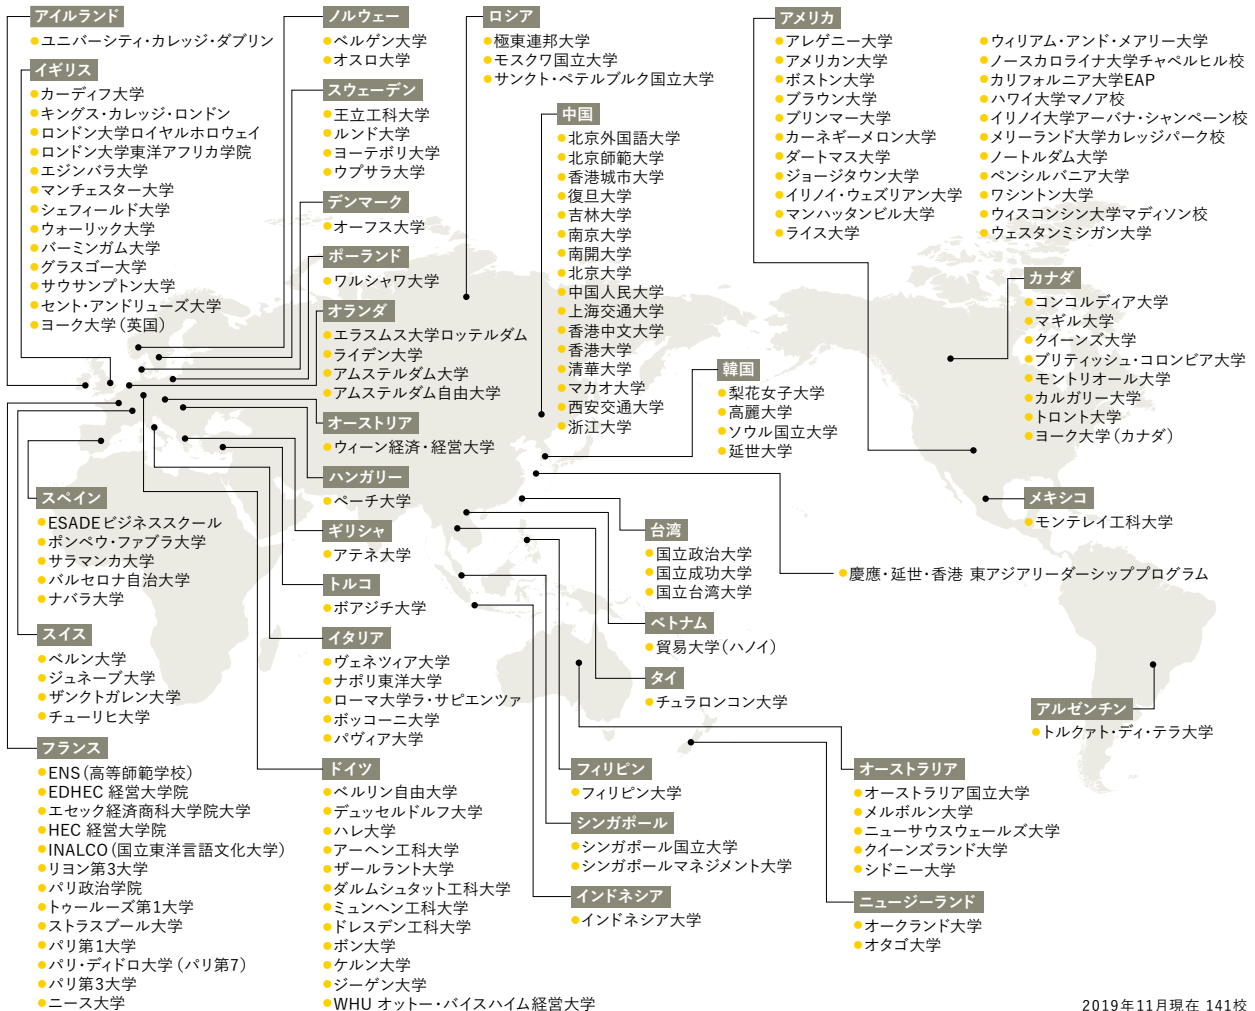 アイルランド
ユニバーシティ・カレッジ・ダブリン
イギリス
カーディフ大学
キングス・カレッジ・ロンドン
ロンドン大学ロイヤルホロウェイ
ロンドン大学東洋アフリカ学院
エジンバラ大学
マンチェスター大学
シェフィールド大学
ウォーリック大学
バーミンガム大学
グラスゴー大学
サウサンプトン大学
セント・アンドリューズ大学
ヨーク大学(英国)
スペイン
ESADEビジネススクール
ポンペウ・ファブラ大学
サラマンカ大学
バルセロナ自治大学
ナバラ大学
スイス
ベルン大学
ジュネーブ大学
ザンクトガレン大学
チューリヒ大学
フランス
ENS(高等師範学校)
EDHEC 経営大学院
エセック経済商科大学院大学
HEC 経営大学院
INALCO(国立東洋言語文化大学)
リヨン第3大学
パリ政治学院
トゥールーズ第1大学
ストラスブール大学
パリ第1大学
パリ・ディドロ大学(パリ第7)
パリ第3大学
ニース大学
ノルウェー
ベルゲン大学
オスロ大学
スウェーデン
王立工科大学
ルンド大学
ヨーテボリ大学
ウプサラ大学
デンマーク
オーフス大学
ポーランド
ワルシャワ大学
オランダ
エラスムス大学ロッテルダム
ライデン大学
アムステルダム大学
アムステルダム自由大学
オーストリア
ウィーン経済・経営大学
ハンガリー
ペーチ大学
ギリシャ
アテネ大学
トルコ
ボアジチ大学
イタリア
ヴェネツィア大学
ナポリ東洋大学
ローマ大学ラ・サピエンツァ
ボッコーニ大学
パヴィア大学
ドイツ
ベルリン自由大学
デュッセルドルフ大学
ハレ大学
アーヘン工科大学
ザールラント大学
ダルムシュタット工科大学
ミュンヘン工科大学
ドレスデン工科大学
ボン大学
ケルン大学
ジーゲン大学
WHU オットー・バイスハイム経営大学
ロシア
極東連邦大学
モスクワ国立大学
サンクト・ペテルブルク国立大学
中国
北京外国語大学
北京師範大学
香港城市大学
復旦大学
吉林大学
南京大学
南開大学
北京大学
中国人民大学
上海交通大学
香港中文大学
香港大学
清華大学
マカオ大学
西安交通大学
浙江大学
韓国
梨花女子大学
高麗大学
ソウル国立大学
延世大学
台湾
国立政治大学
国立成功大学
国立台湾大学
慶應・延世・香港 東アジアリーダーシッププログラム
ベトナム
貿易大学(ハノイ)
タイ
チュラロンコン大学
フィリピン
フィリピン大学
シンガポール
シンガポール国立大学
シンガポールマネジメント大学
インドネシア
インドネシア大学
アメリカ
アレゲニー大学
アメリカン大学
ボストン大学
ブラウン大学
ブリンマー大学
カーネギーメロン大学
ダートマス大学
ジョージタウン大学
イリノイ・ウェズリアン大学
マンハッタンビル大学
ライス大学
ウィリアム・アンド・メアリー大学
ノースカロライナ大学チャペルヒル校
カリフォルニア大学EAP
ハワイ大学マノア校
イリノイ大学アーバナ・シャンペーン校
メリーランド大学カレッジパーク校
ノートルダム大学
ペンシルバニア大学
ワシントン大学
ウィスコンシン大学マディソン校
ウェスタンミシガン大学
カナダ
コンコルディア大学
マギル大学
クイーンズ大学
ブリティッシュ・コロンビア大学
モントリオール大学
カルガリー大学
トロント大学
ヨーク大学(カナダ)
メキシコ
モンテレイ工科大学
アルゼンチン
トルクァト・ディ・テラ大学
オーストラリア
オーストラリア国立大学
メルボルン大学
ニューサウスウェールズ大学
クイーンズランド大学
シドニー大学
ニュージーランド
オークランド大学
オタゴ大学
2019年11月現在 141校